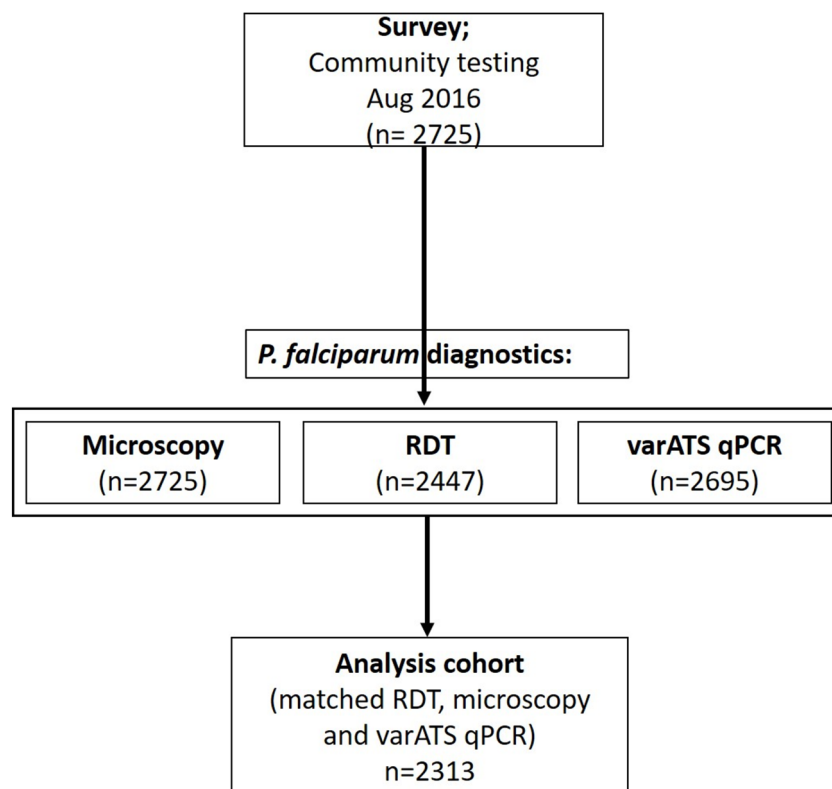 Survey;
Community testing
Aug 2016
(n= 2725)
P. falciparum diagnostics:
Microscopy
(n=2725)
RDT
(n=2447)
varATS qPCR
(n=2695)
Analysis cohort
(matched RDT, microscopy
and varATS qPCR)
n=2313